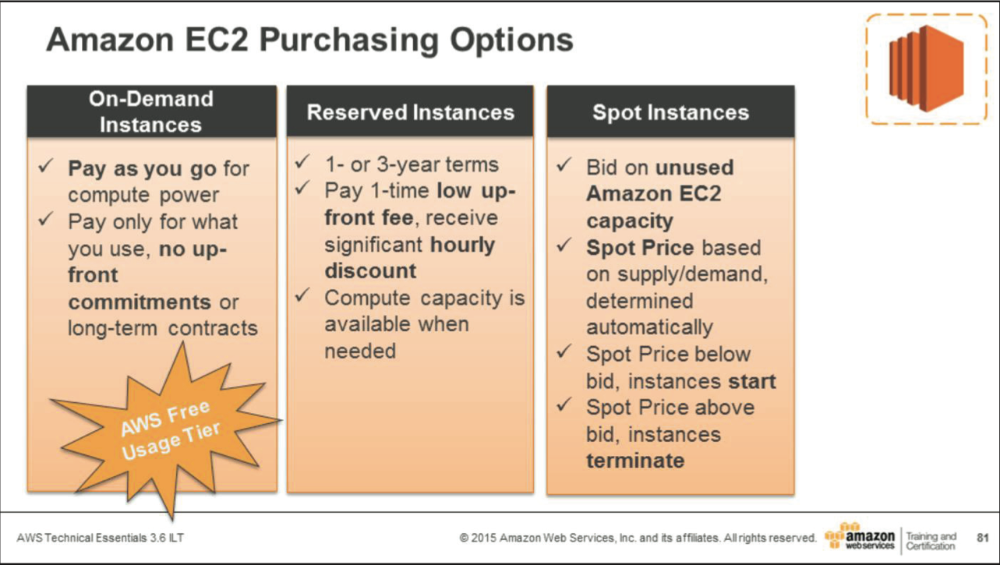 Amazon EC2 Purchasing Options
On-Demand
Instances
✓ Pay as you go for
compute power
✓ Pay only for what
you use, no up-
front
commitments or
long-term contracts
AWS Free
Usage Tier
Reserved Instances
✓ 1- or 3-year terms
✓ Pay 1-time low up-
front fee, receive
significant hourly
discount
✓ Compute capacity is
available when
needed
Spot Instances
✓ Bid on unused
Amazon EC2
capacity
✓ Spot Price based
on supply/demand,
determined
automatically
✓ Spot Price below
bid, instances start
✓ Spot Price above
bid, instances
terminate
AWS Technical Essentials 3.6 ILT
© 2015 Amazon Web Services, Inc. and its affiliates. All rights reserved.
amazon
webservices
Training and
Certification
81